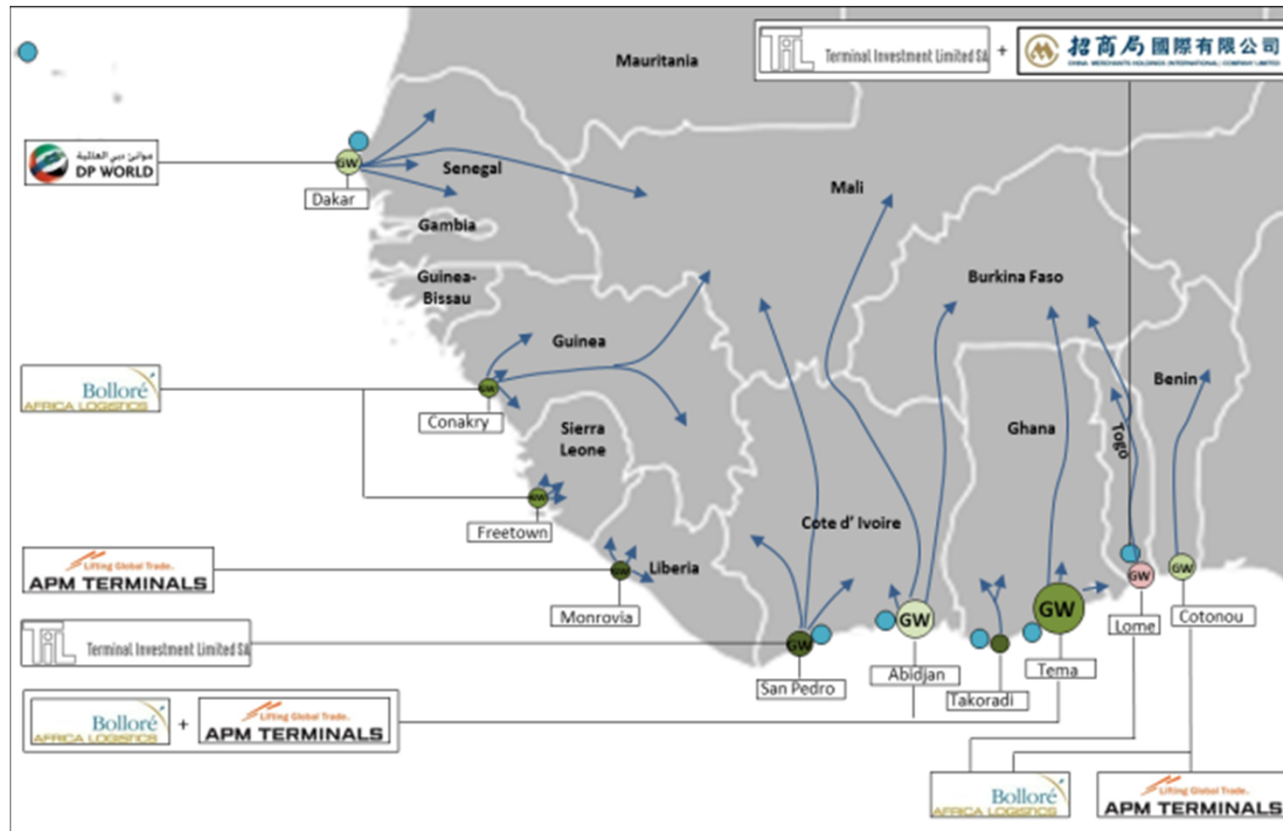 TiL Terminal Investment Limited SA
+
招商局國際有限公司
CHINA MERCHANTS HOLDINGS (INTERNATIONAL) COMPANY LIMITED
Mauritania
موانئ دبي العالمية
DP WORLD
GW
Dakar
Senegal
Mali
Gambia
Guinea-
Bissau
Burkina Faso
Guinea
Benin
Bolloré
AFRICA LOGISTICS
GW
Conakry
Sierra
Leone
Ghana
Togo
GW
Freetown
Cote d' Ivoire
Lifting Global Trade.
APM TERMINALS
GW
Liberia
Monrovia
GW
Lome
GW
Cotonou
TiL Terminal Investment Limited SA
GW
San Pedro
GW
Abidjan
Takoradi
GW
Tema
Bolloré
AFRICA LOGISTICS
+
Lifting Global Trade.
APM TERMINALS
Bolloré
AFRICA LOGISTICS
Lifting Global Trade.
APM TERMINALS